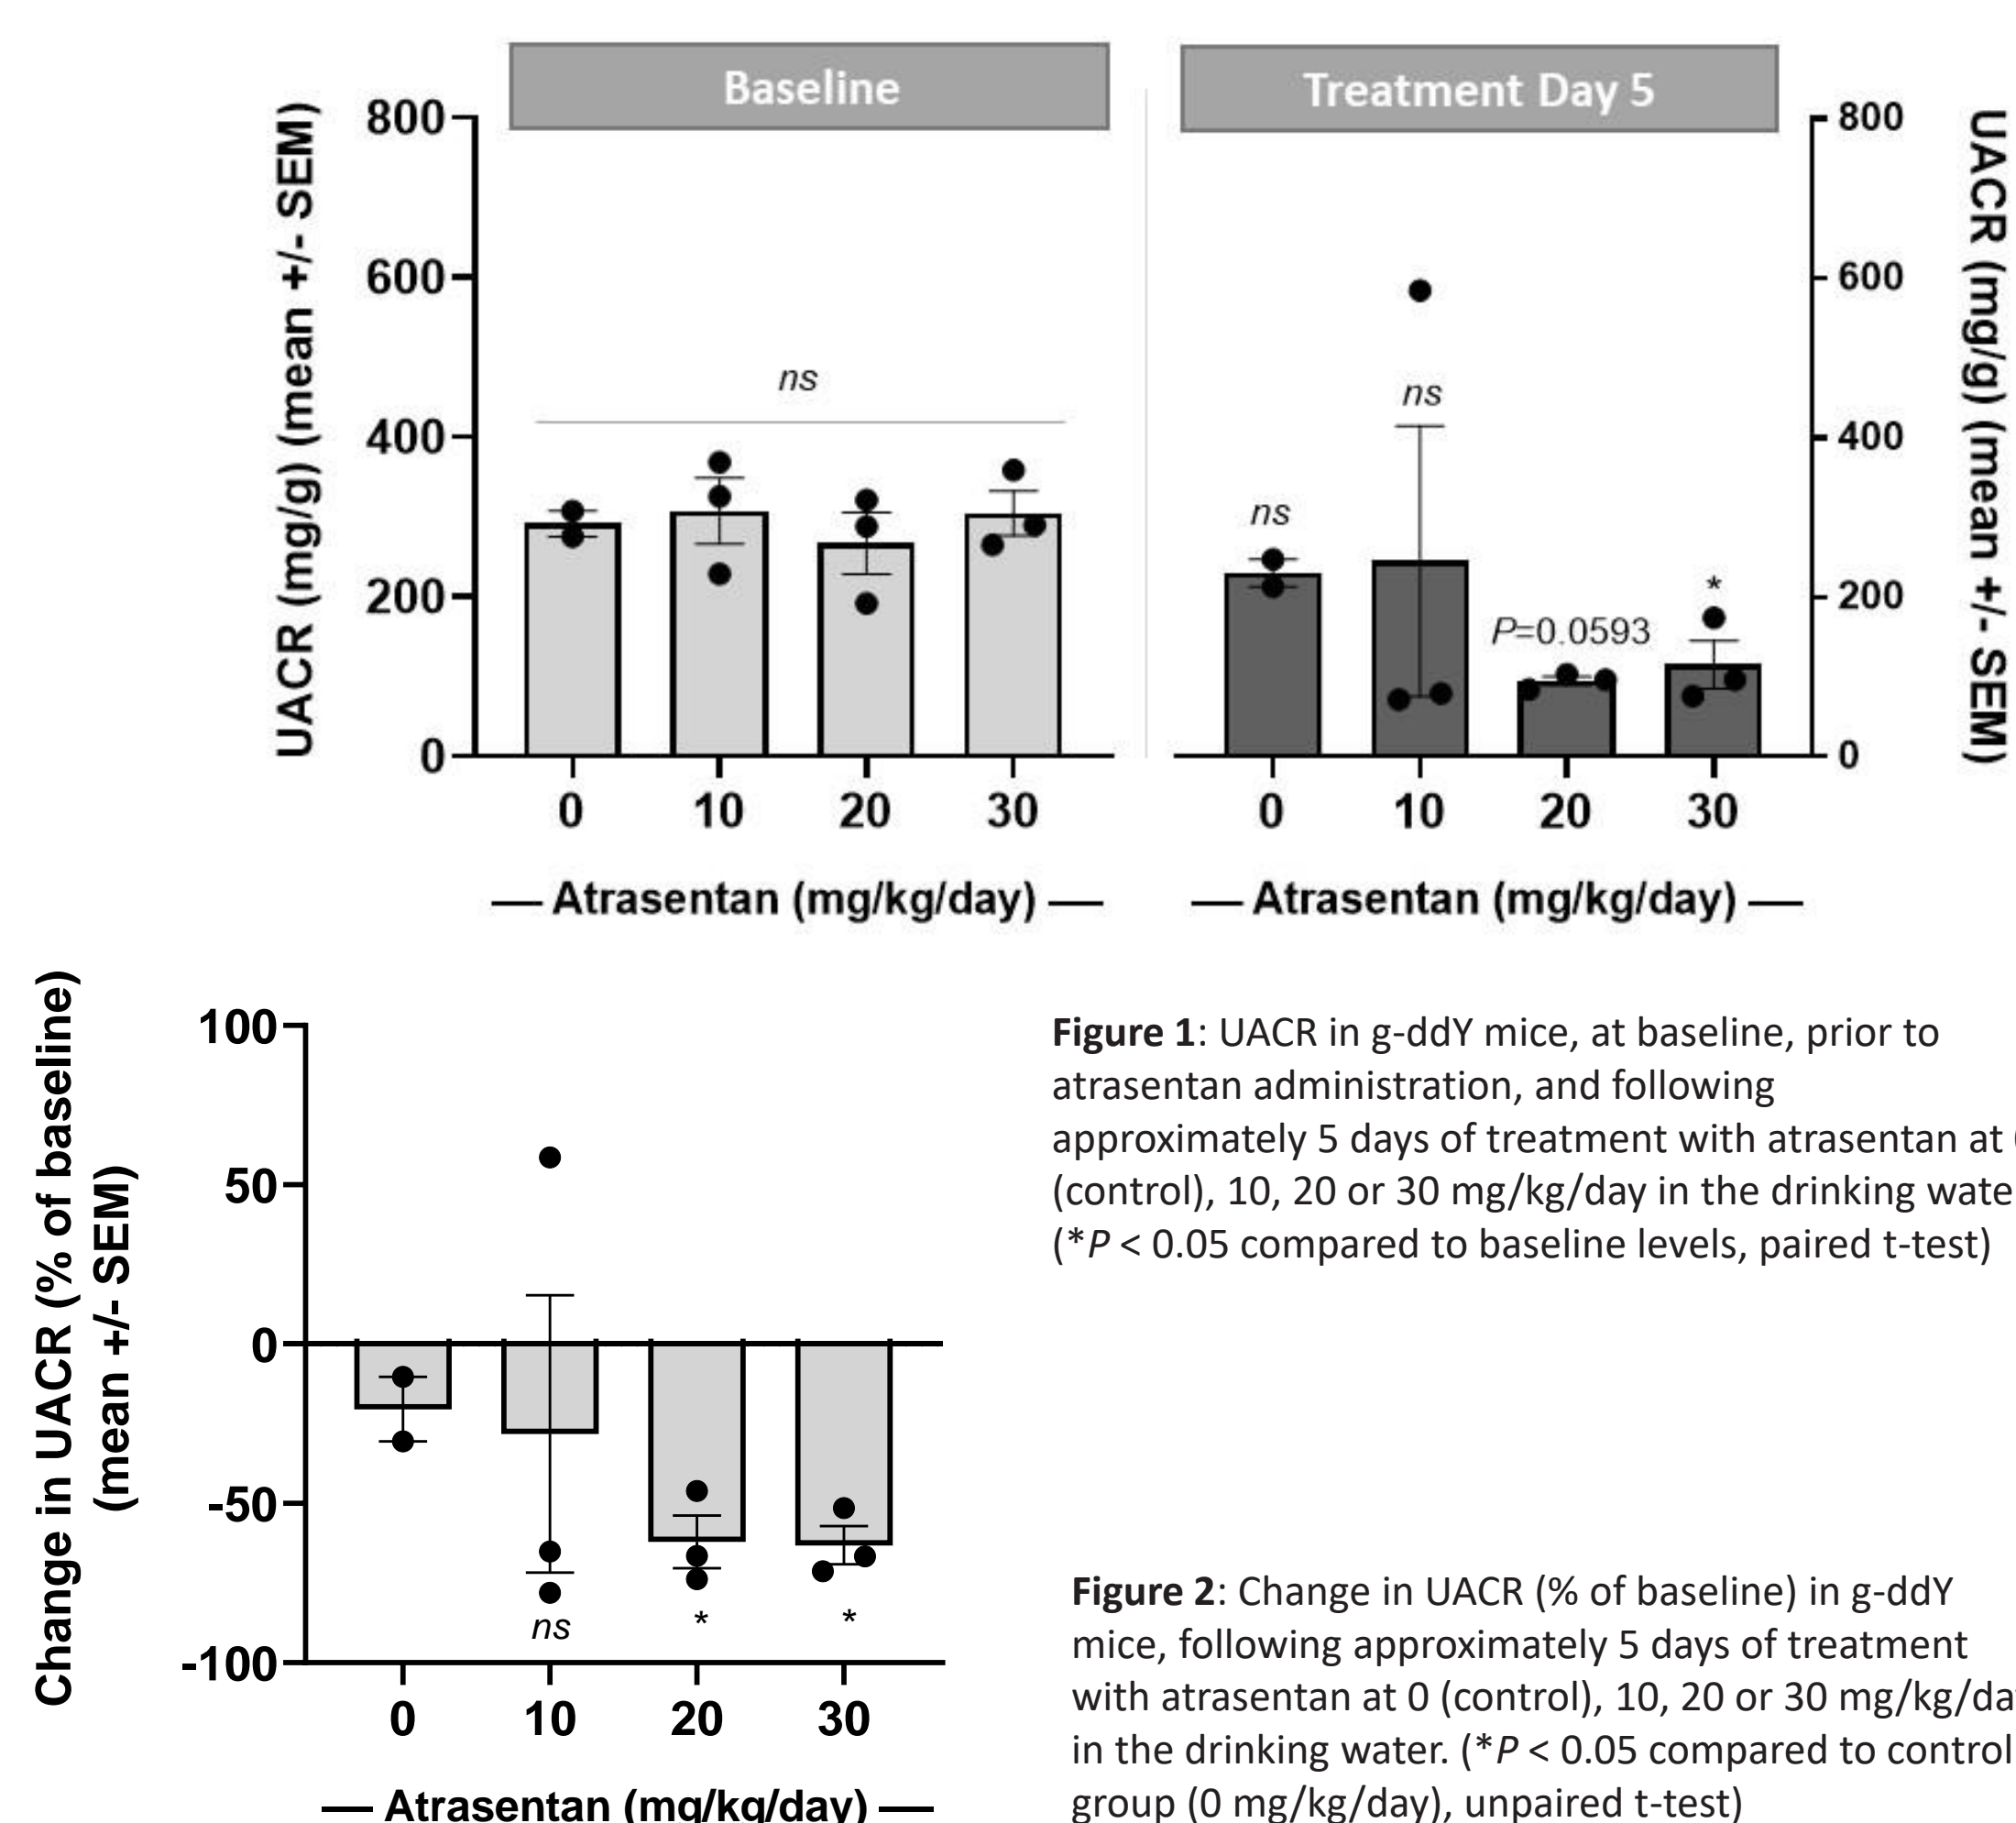 Baseline
Treatment Day 5
UACR (mg/g) (mean +/- SEM)
800
600
400
200
0
ns
0 10 20 30
— Atrasentan (mg/kg/day) —
ns
ns
P=0.0593
*
0 10 20 30
— Atrasentan (mg/kg/day) —
800
600
400
200
0
UACR (mg/g) (mean +/- SEM)
Change in UACR (% of baseline)
(mean +/- SEM)
100
50
0
-50
-100
ns
*
*
0 10 20 30
— Atrasentan (mg/kg/day) —
Figure 1: UACR in g-ddY mice, at baseline, prior to
atrasentan administration, and following
approximately 5 days of treatment with atrasentan at
(control), 10, 20 or 30 mg/kg/day in the drinking wate
(*P < 0.05 compared to baseline levels, paired t-test)
Figure 2: Change in UACR (% of baseline) in g-ddY
mice, following approximately 5 days of treatment
with atrasentan at 0 (control), 10, 20 or 30 mg/kg/da
in the drinking water. (*P < 0.05 compared to control
group (0 mg/kg/day), unpaired t-test)